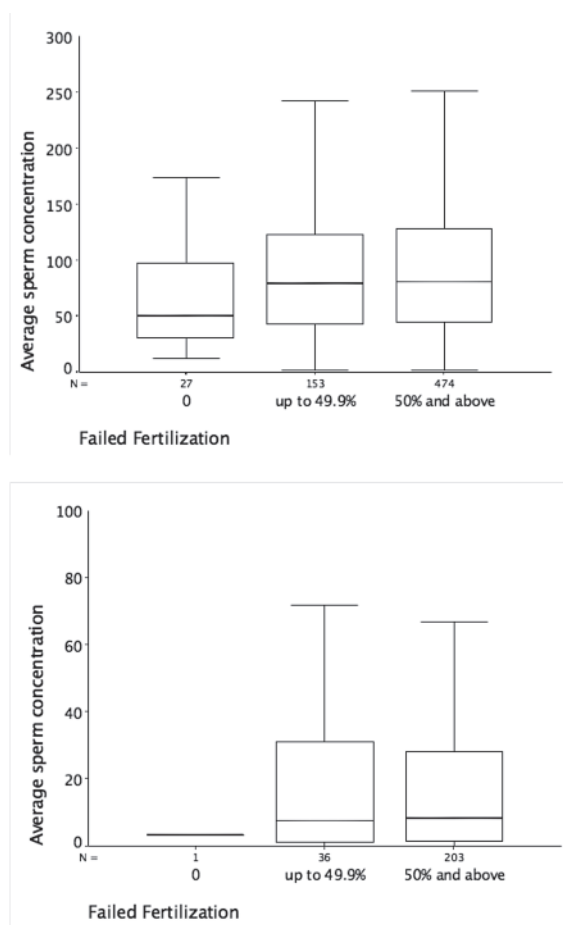 300
250
200
150
100
50
0
Average sperm concentration
N = 27 153 474
0 up to 49.9% 50% and above
Failed Fertilization
100
80
60
40
20
0
Average sperm concentration
N = 1 36 203
0 up to 49.9% 50% and above
Failed Fertilization